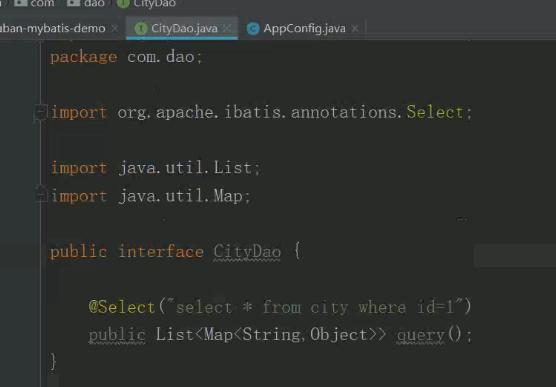 com dao CityDao
uban-mybatis-demo CityDao.java AppConfig.java
package com.dao;
import org.apache.ibatis.annotations.Select;
import java.util.List;
import java.util.Map;
public interface CityDao {
@Select("select * from city where id=1")
public List<Map<String,Object>> query();
}